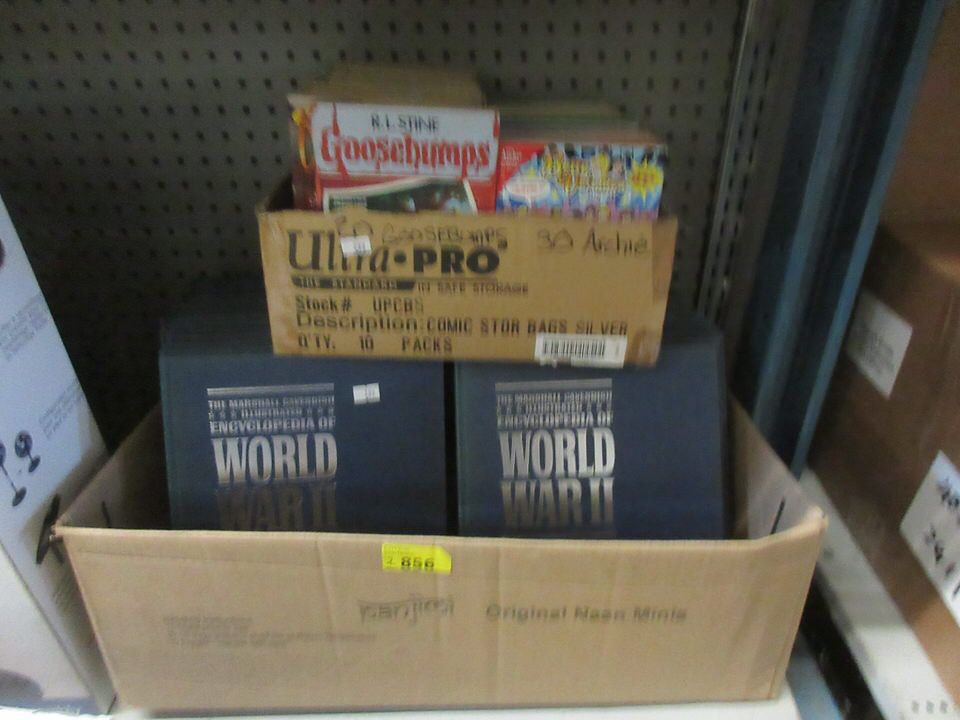 R.L. STINE
Goosebumps
GOOSEBUMPS 30 Archie
Ultra•PRO
THE STANDARD IN SAFE STORAGE
Stock# UPCBS
Description: COMIC STOR BAGS SILVER
Q'TY. 10 PACKS
THE MARSHALL CAVENDISH
ILLUSTRATED
ENCYCLOPEDIA OF
WORLD
WAR II
THE MARSHALL CAVENDISH
ILLUSTRATED
ENCYCLOPEDIA OF
WORLD
WAR II
856
panjoi Original Naan Minis